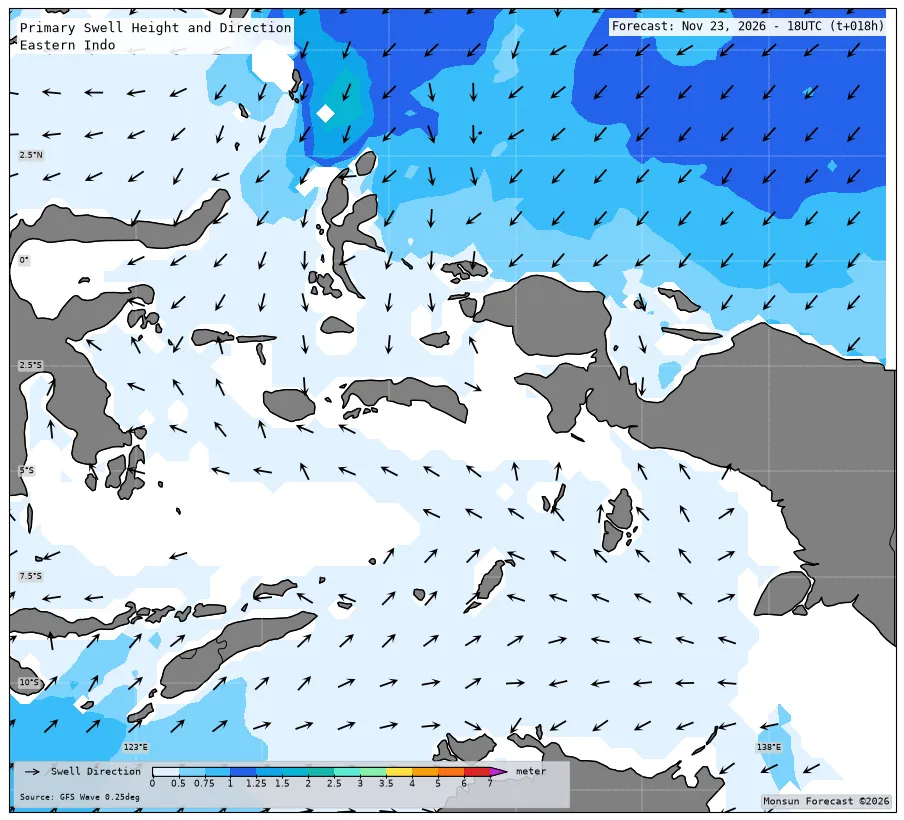 Primary Swell Height and Direction
Eastern Indo
Forecast: Nov 23, 2026 - 18UTC (t+018h)
2.5°N
0°
2.5°S
5°S
7.5°S
10°S
123°E
138°E
Swell Direction
0 0.5 0.75 1 1.25 1.5 2 2.5 3 3.5 4 5 6 7
meter
Source: GFS Wave 0.25deg
Monsun Forecast ©2026